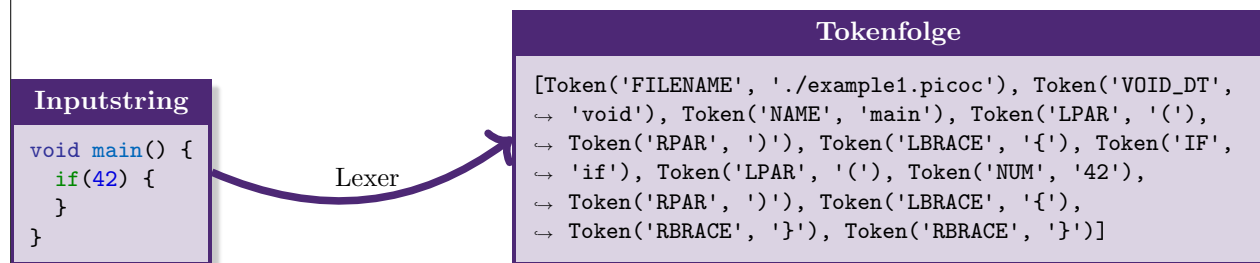 Inputstring
void main() {
  if(42) {
  }
}
Lexer
Tokenfolge
[Token('FILENAME', './example1.picoc'), Token('VOID_DT',
↪ 'void'), Token('NAME', 'main'), Token('LPAR', '('),
↪ Token('RPAR', ')'), Token('LBRACE', '{'), Token('IF',
↪ 'if'), Token('LPAR', '('), Token('NUM', '42'),
↪ Token('RPAR', ')'), Token('LBRACE', '{'),
↪ Token('RBRACE', '}'), Token('RBRACE', '}')]